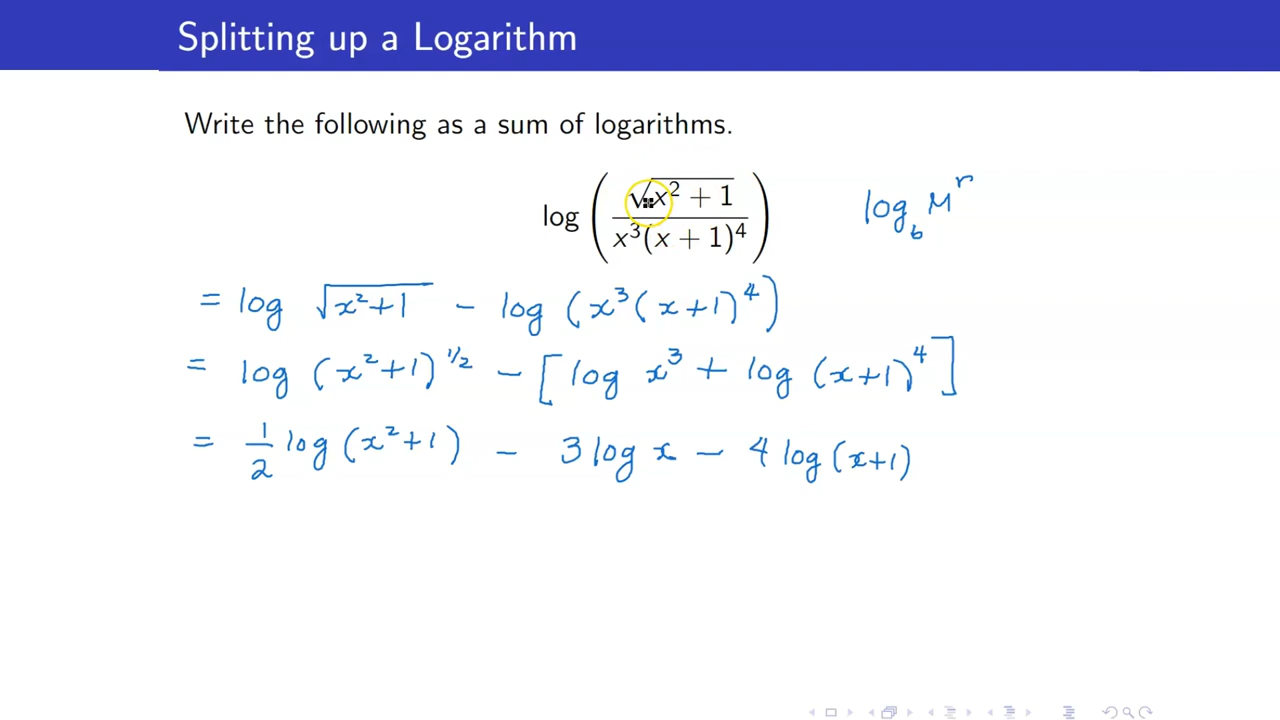 Splitting up a Logarithm
Write the following as a sum of logarithms.
log ( √(x² + 1) / x³(x + 1)⁴ )
log_b M^r
= log √(x²+1) − log (x³(x+1)⁴)
= log (x²+1)^1/2 − [log x³ + log (x+1)⁴]
= 1/2 log (x²+1) − 3 log x − 4 log (x+1)